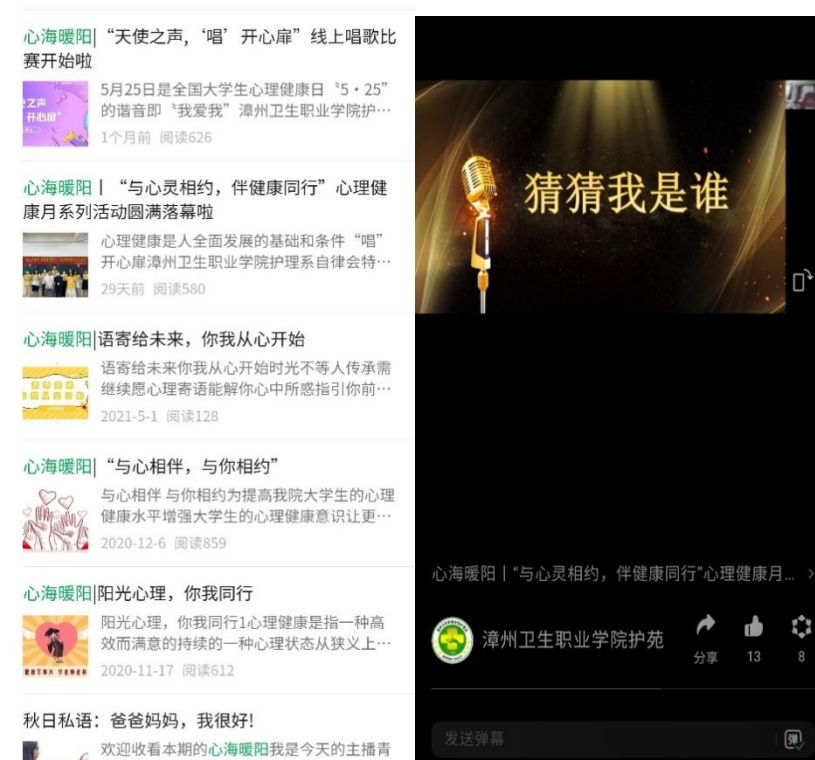 心海暖阳|“天使之声,‘唱’开心扉”线上唱歌比
赛开始啦
5月25日是全国大学生心理健康日“5·25”
的谐音即“我爱我”漳州卫生职业学院护…
1个月前 阅读626
心海暖阳丨“与心灵相约，伴健康同行”心理健
康月系列活动圆满落幕啦
心理健康是人全面发展的基础和条件“唱”
开心扉漳州卫生职业学院护理系自律会特…
29天前 阅读580
心海暖阳|语寄给未来，你我从心开始
语寄给未来你我从心开始时光不等人传承需
继续愿心理寄语能解你心中所惑指引你前…
2021-5-1 阅读128
心海暖阳|“与心相伴，与你相约”
与心相伴 与你相约为提高我院大学生的心理
健康水平增强大学生的心理健康意识让更…
2020-12-6 阅读859
心海暖阳|阳光心理，你我同行
阳光心理，你我同行1心理健康是指一种高
效而满意的持续的一种心理状态从狭义上…
2020-11-17 阅读612
秋日私语：爸爸妈妈，我很好!
欢迎收看本期的心海暖阳我是今天的主播青
猜猜我是谁
心海暖阳丨“与心灵相约，伴健康同行”心理健康月...
漳州卫生职业学院护苑
分享 13 8
发送弹幕
弹